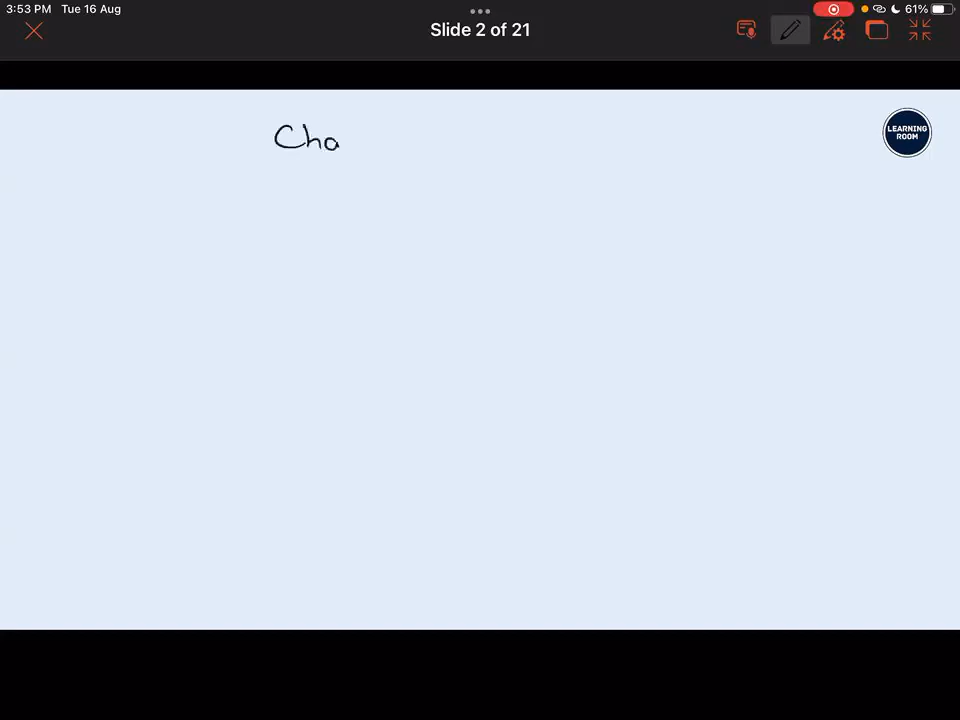 3:53 PM Tue 16 Aug
61%
Slide 2 of 21
Cha
LEARNING
ROOM